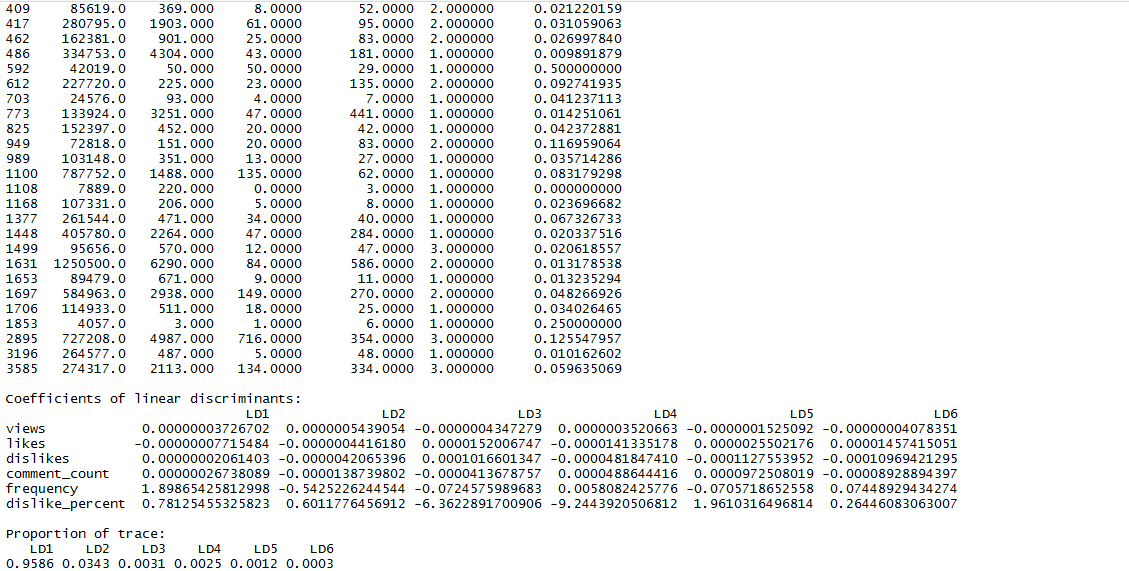 409 85619.0 369.000 8.0000 52.0000 2.000000 0.021220159
417 280795.0 1903.000 61.0000 95.0000 2.000000 0.031059063
462 162381.0 901.000 25.0000 83.0000 2.000000 0.026997840
486 334753.0 4304.000 43.0000 181.0000 1.000000 0.009891879
592 42019.0 50.000 50.0000 29.0000 1.000000 0.500000000
612 227720.0 225.000 23.0000 135.0000 2.000000 0.092741935
703 24576.0 93.000 4.0000 7.0000 1.000000 0.041237113
773 133924.0 3251.000 47.0000 441.0000 1.000000 0.014251061
825 152397.0 452.000 20.0000 42.0000 1.000000 0.042372881
949 72818.0 151.000 20.0000 83.0000 2.000000 0.116959064
989 103148.0 351.000 13.0000 27.0000 1.000000 0.035714286
1100 787752.0 1488.000 135.0000 62.0000 1.000000 0.083179298
1108 7889.0 220.000 0.0000 3.0000 1.000000 0.000000000
1168 107331.0 206.000 5.0000 8.0000 1.000000 0.023696682
1377 261544.0 471.000 34.0000 40.0000 1.000000 0.067326733
1448 405780.0 2264.000 47.0000 284.0000 1.000000 0.020337516
1499 95656.0 570.000 12.0000 47.0000 3.000000 0.020618557
1631 1250500.0 6290.000 84.0000 586.0000 2.000000 0.013178538
1653 89479.0 671.000 9.0000 11.0000 1.000000 0.013235294
1697 584963.0 2938.000 149.0000 270.0000 2.000000 0.048266926
1706 114933.0 511.000 18.0000 25.0000 1.000000 0.034026465
1853 4057.0 3.000 1.0000 6.0000 1.000000 0.250000000
2895 727208.0 4987.000 716.0000 354.0000 3.000000 0.125547957
3196 264577.0 487.000 5.0000 48.0000 1.000000 0.010162602
3585 274317.0 2113.000 134.0000 334.0000 3.000000 0.059635069
Coefficients of linear discriminants:
LD1 LD2 LD3 LD4 LD5 LD6
views 0.00000003726702 0.0000005439054 -0.0000004347279 0.0000003520663 -0.0000001525092 -0.00000004078351
likes -0.00000007715484 -0.0000004416180 0.0000152006747 -0.0000141335178 0.0000025502176 0.00001457415051
dislikes 0.00000002061403 -0.0000042065396 0.0001016601347 -0.0000481847410 -0.0001127553952 -0.00010969421295
comment_count 0.00000026738089 -0.0000138739802 -0.0000413678757 0.0000488644416 0.0000972508019 -0.00008928894397
frequency 1.89865425812998 -0.5425226244544 -0.0724575989683 0.0058082425776 -0.0705718652558 0.07448929434274
dislike_percent 0.78125455325823 0.6011776456912 -6.3622891700906 -9.2443920506812 1.9610316496814 0.26446083063007
Proportion of trace:
LD1 LD2 LD3 LD4 LD5 LD6
0.9586 0.0343 0.0031 0.0025 0.0012 0.0003